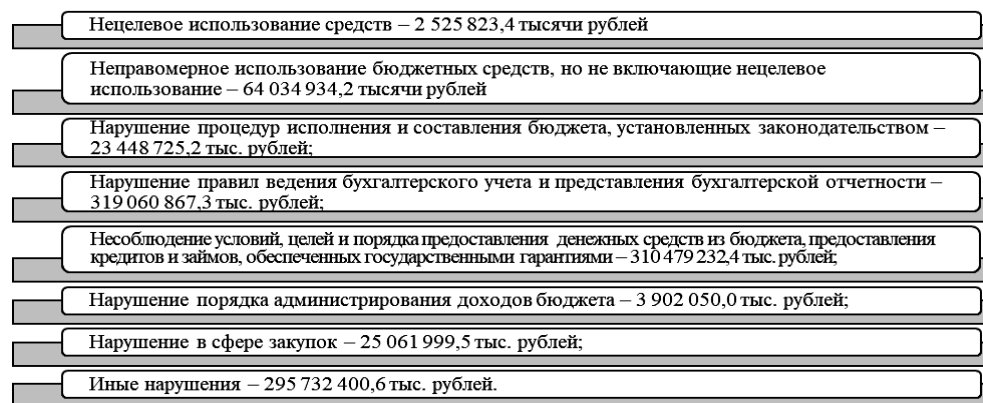 Нецелевое использование средств – 2 525 823,4 тысячи рублей
Неправомерное использование бюджетных средств, но не включающие нецелевое
использование – 64 034 934,2 тысячи рублей
Нарушение процедур исполнения и составления бюджета, установленных законодательством –
23 448 725,2 тыс. рублей;
Нарушение правил ведения бухгалтерского учета и представления бухгалтерской отчетности –
319 060 867,3 тыс. рублей;
Несоблюдение условий, целей и порядка предоставления денежных средств из бюджета, предоставления
кредитов и займов, обеспеченных государственными гарантиями – 310 479 232,4 тыс. рублей;
Нарушение порядка администрирования доходов бюджета – 3 902 050,0 тыс. рублей;
Нарушение в сфере закупок – 25 061 999,5 тыс. рублей;
Иные нарушения – 295 732 400,6 тыс. рублей.